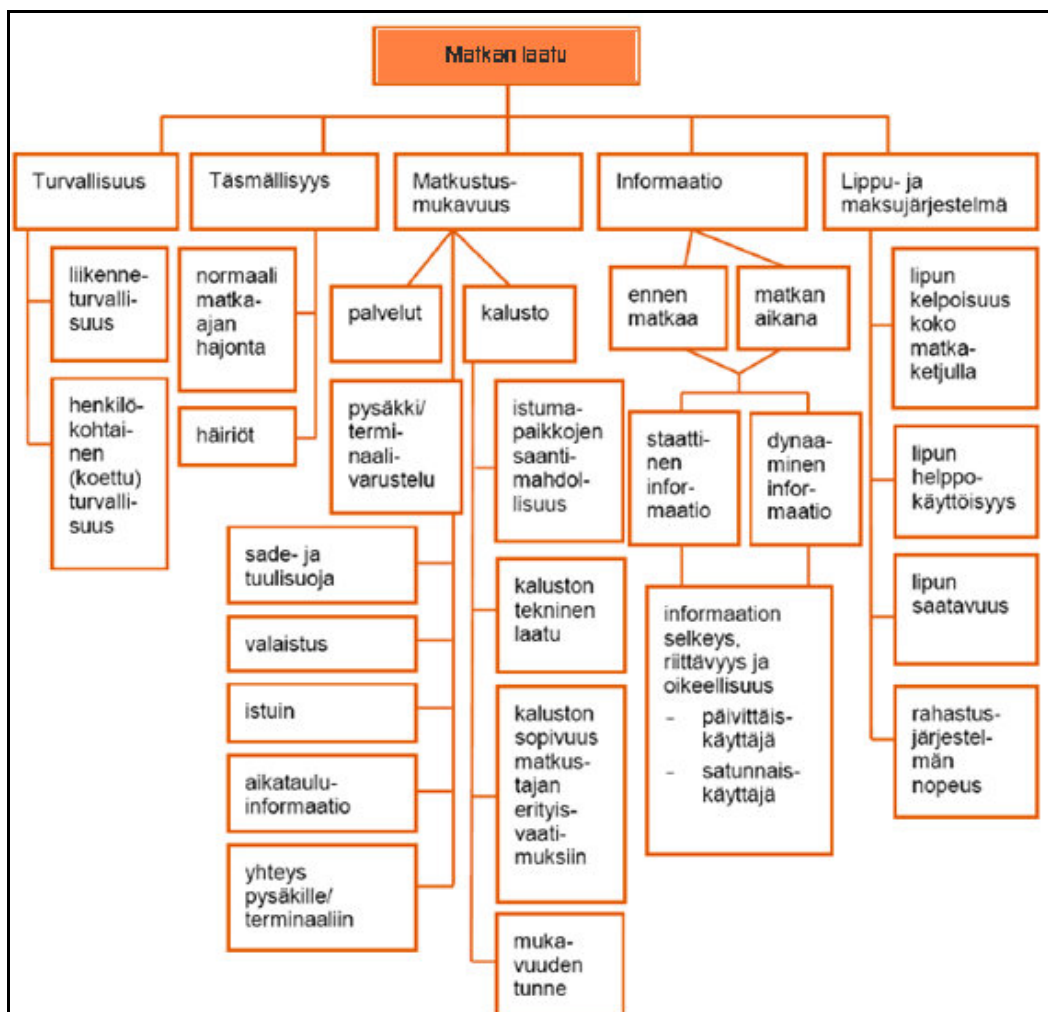 Matkan laatu
Turvallisuus
Täsmällisyys
Matkustus-
mukavuus
Informaatio
Lippu- ja
maksujärjestelmä
liikenne-
turvalli-
suus
henkilö-
kohtai-
nen
(koettu)
turvalli-
suus
normaali
matka-
ajan
hajonta
häiriöt
palvelut
kalusto
pysäkki/
termi-
naali-
varustelu
sade- ja
tuulisuoja
valaistus
istuin
aikataulu-
informaatio
yhteys
pysäkille/
terminaaliin
istuma-
paikkojen
saanti-
mahdol-
lisuus
kaluston
tekninen
laatu
kaluston
sopivuus
matkus-
tajan
erityis-
vaati-
muksiin
muka-
vuuden
tunne
ennen
matkaa
matkan
aikana
staatti-
nen
infor-
maatio
dynaa-
minen
infor-
maatio
informaation
selkeys,
riittävyys ja
oikeellisuus
- päivittäis-
käyttäjä
- satunnais-
käyttäjä
lipun
kelpoisuus
koko
matka-
ketjulla
lipun
helppo-
käyttöisyys
lipun
saatavuus
rahastus-
järjestel-
män
nopeus